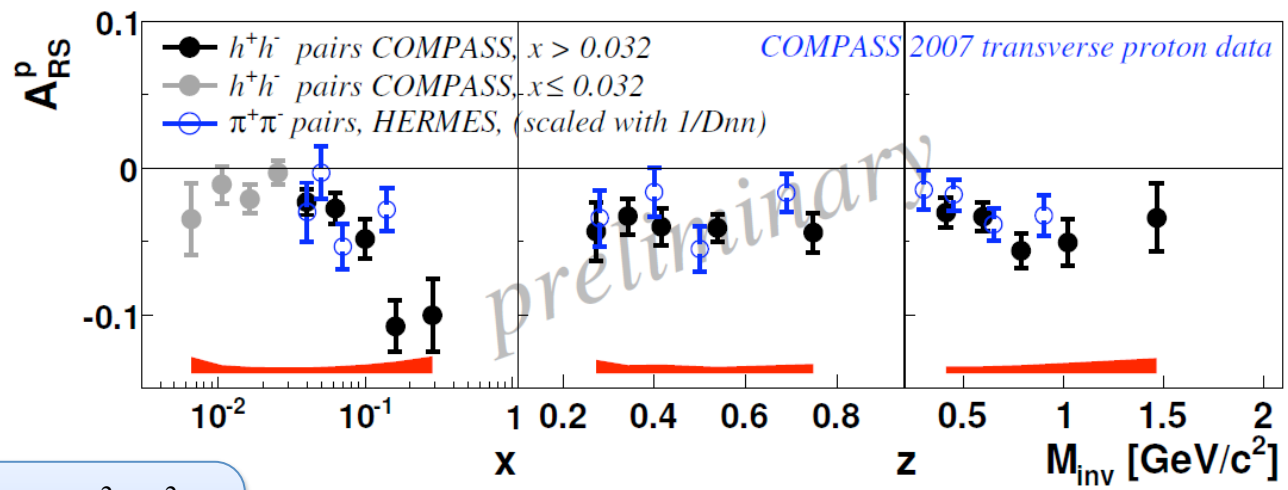 0.1
h⁺h⁻ pairs COMPASS, x > 0.032
COMPASS 2007 transverse proton data
h⁺h⁻ pairs COMPASS, x ≤ 0.032
π⁺π⁻ pairs, HERMES, (scaled with 1/Dnn)
A^p_RS
0
-0.1
preliminary
10⁻² 10⁻¹ 1 0.2 0.4 0.6 0.8 0.5 1 1.5 2
x z M_inv [GeV/c²]